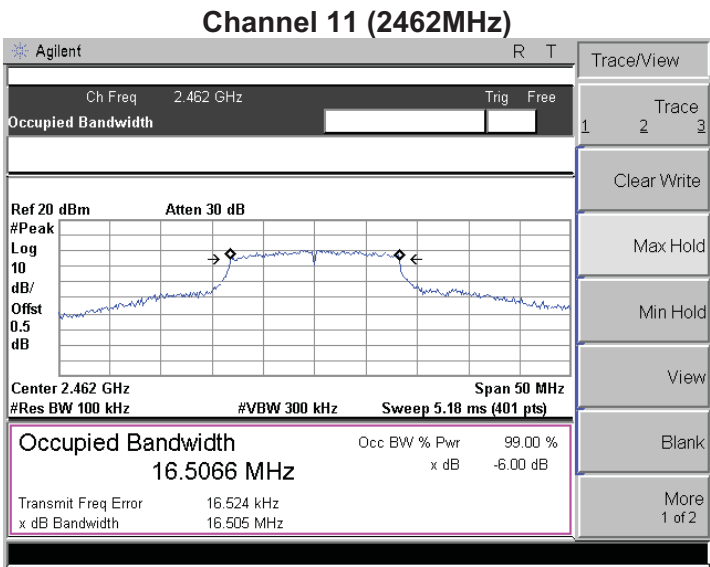 Channel 11 (2462MHz)
Agilent R T
Trace/View
Ch Freq 2.462 GHz Trig Free
Occupied Bandwidth
Trace
1 2 3
Clear Write
Max Hold
Min Hold
View
Blank
More
1 of 2
Ref 20 dBm Atten 30 dB
#Peak
Log
10
dB/
Offst
0.5
dB
Center 2.462 GHz Span 50 MHz
#Res BW 100 kHz #VBW 300 kHz Sweep 5.18 ms (401 pts)
Occupied Bandwidth Occ BW % Pwr 99.00 %
16.5066 MHz x dB -6.00 dB
Transmit Freq Error 16.524 kHz
x dB Bandwidth 16.505 MHz